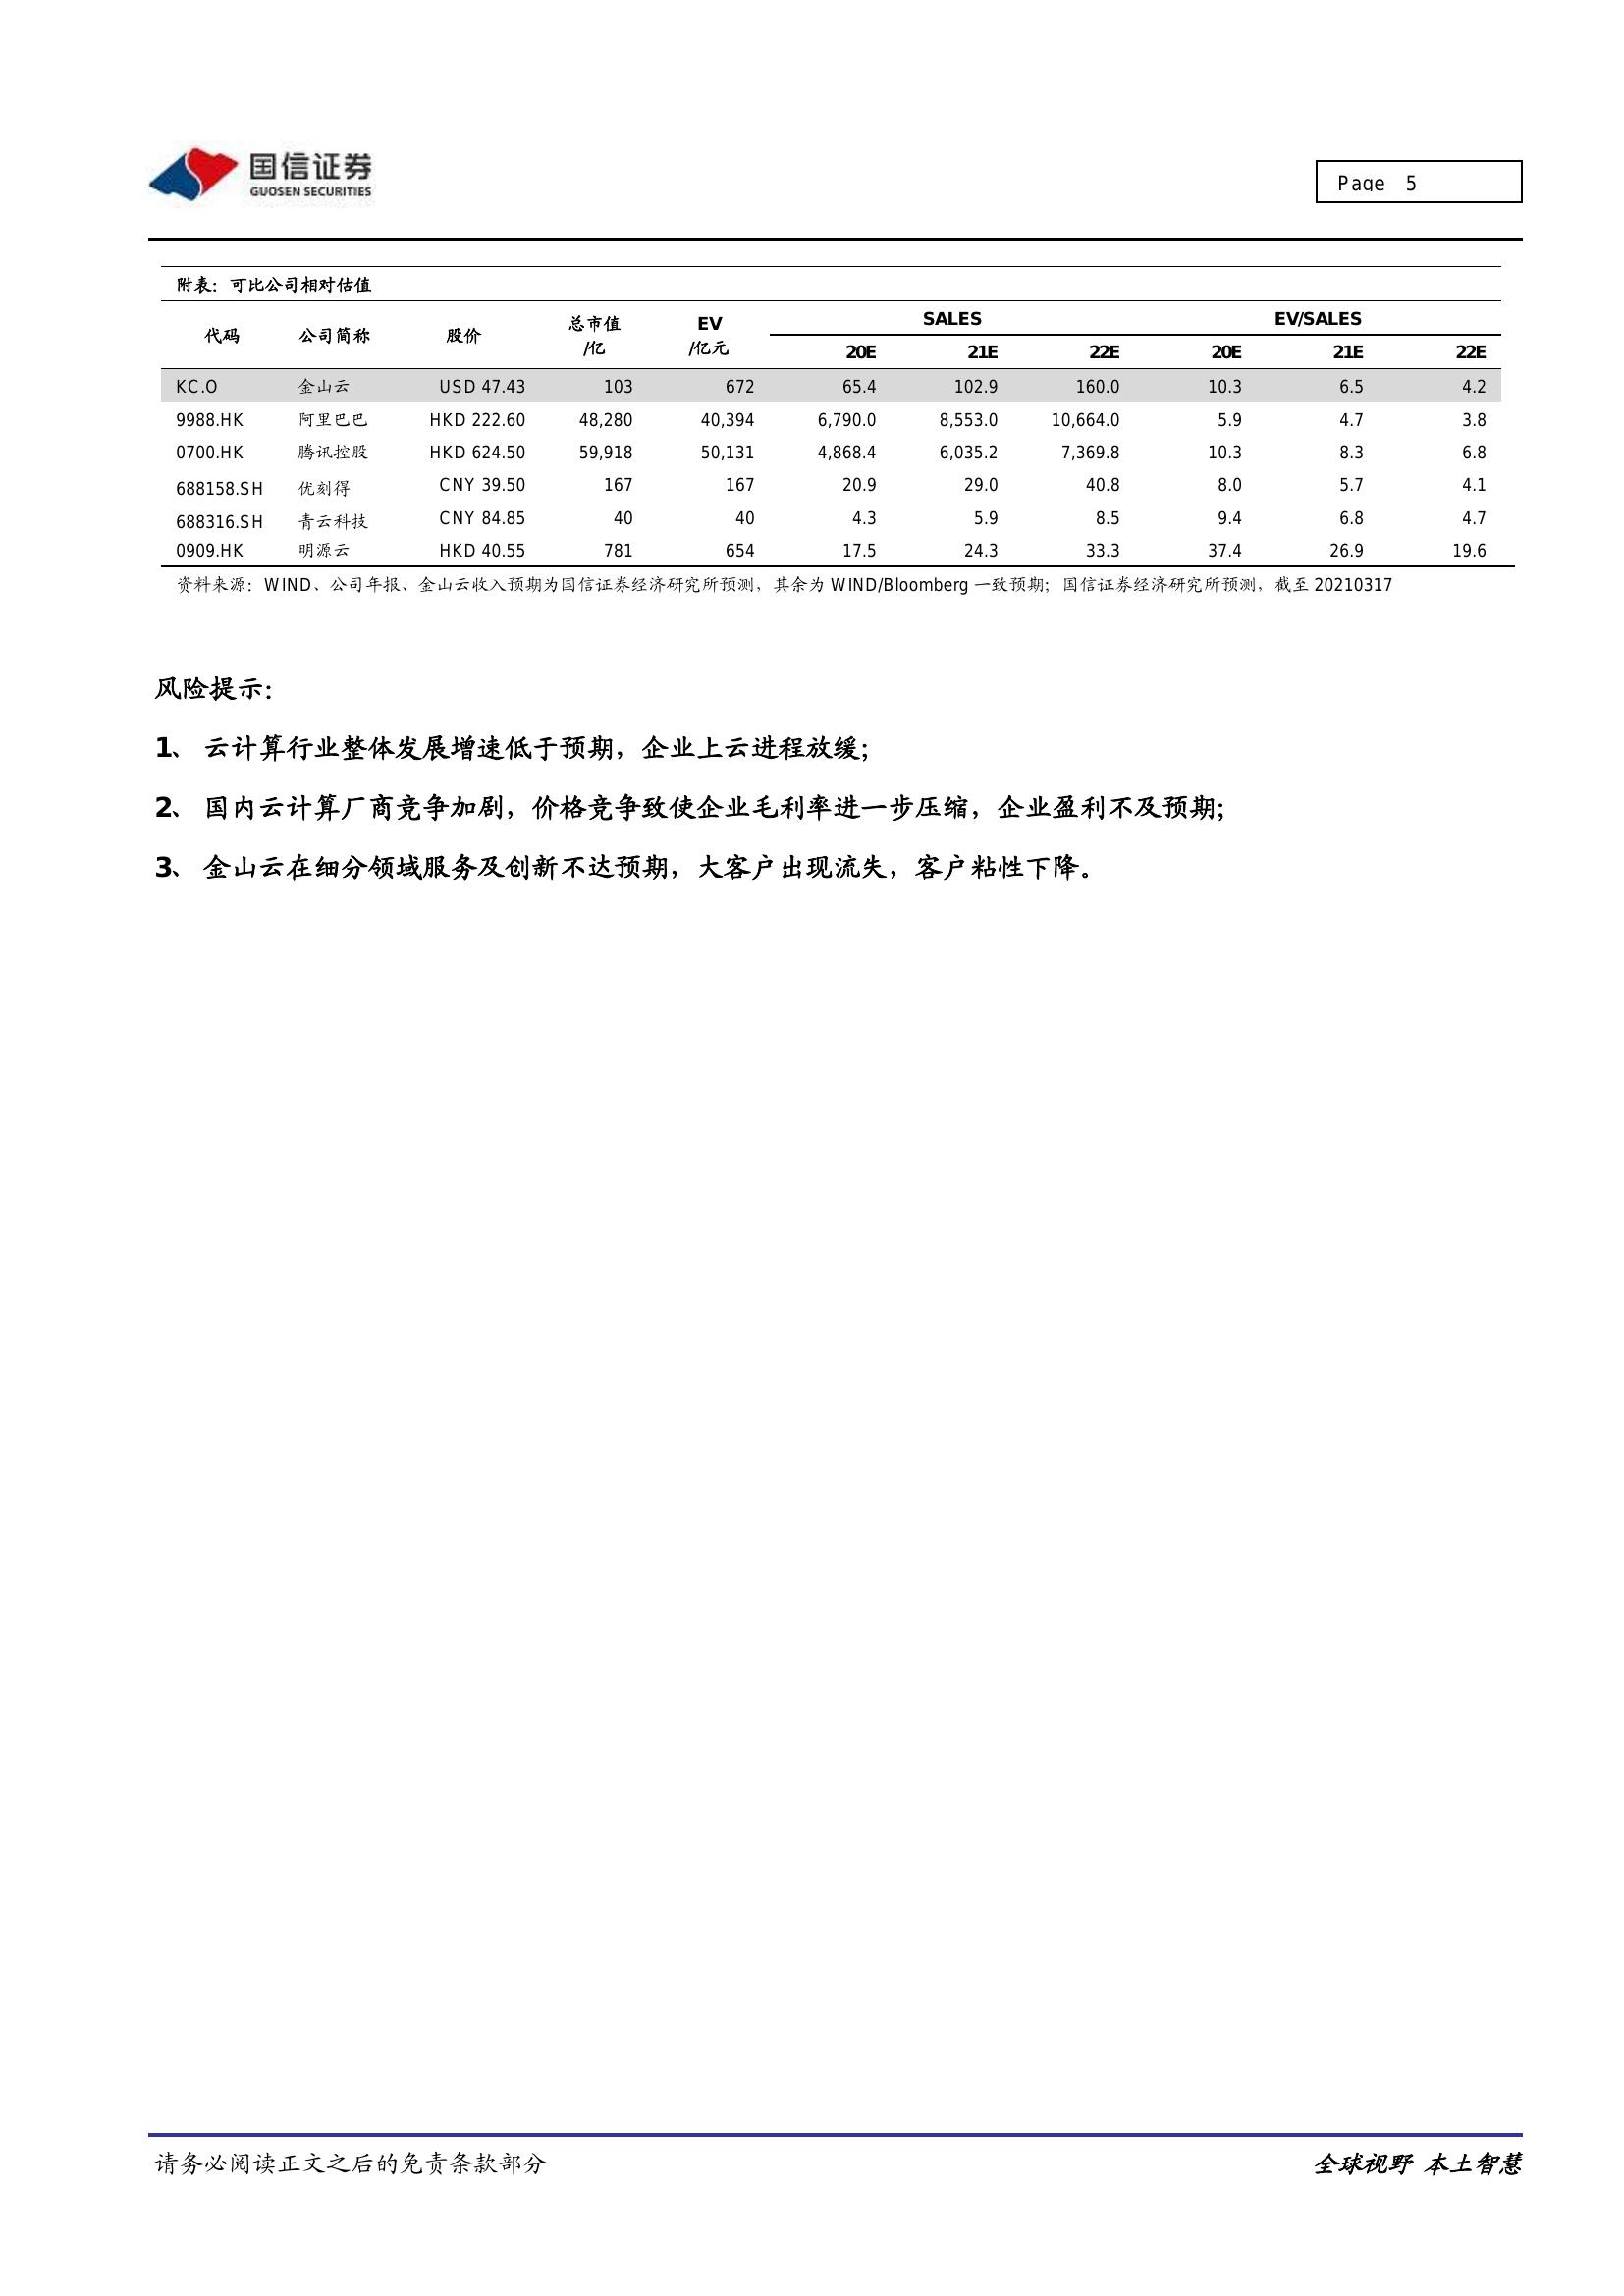 国信证券
GUOSEN SECURITIES
Page 5
附表：可比公司相对估值
代码 公司简称 股价 总市值/亿 EV/亿元 SALES EV/SALES
20E 21E 22E 20E 21E 22E
KC.O 金山云 USD 47.43 103 672 65.4 102.9 160.0 10.3 6.5 4.2
9988.HK 阿里巴巴 HKD 222.60 48,280 40,394 6,790.0 8,553.0 10,664.0 5.9 4.7 3.8
0700.HK 腾讯控股 HKD 624.50 59,918 50,131 4,868.4 6,035.2 7,369.8 10.3 8.3 6.8
688158.SH 优刻得 CNY 39.50 167 167 20.9 29.0 40.8 8.0 5.7 4.1
688316.SH 青云科技 CNY 84.85 40 40 4.3 5.9 8.5 9.4 6.8 4.7
0909.HK 明源云 HKD 40.55 781 654 17.5 24.3 33.3 37.4 26.9 19.6
资料来源：WIND、公司年报、金山云收入预期为国信证券经济研究所预测，其余为 WIND/Bloomberg 一致预期；国信证券经济研究所预测，截至 20210317
风险提示：
1、 云计算行业整体发展增速低于预期，企业上云进程放缓；
2、 国内云计算厂商竞争加剧，价格竞争致使企业毛利率进一步压缩，企业盈利不及预期；
3、 金山云在细分领域服务及创新不达预期，大客户出现流失，客户粘性下降。
请务必阅读正文之后的免责条款部分 全球视野 本土智慧